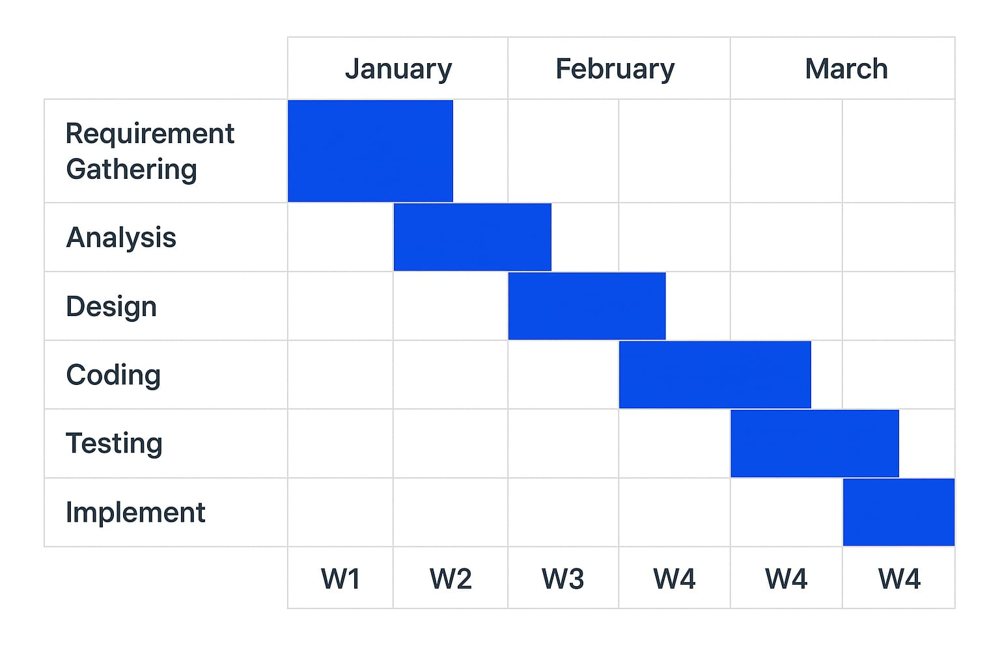 January February March
Requirement
Gathering
Analysis
Design
Coding
Testing
Implement
W1 W2 W3 W4 W4 W4